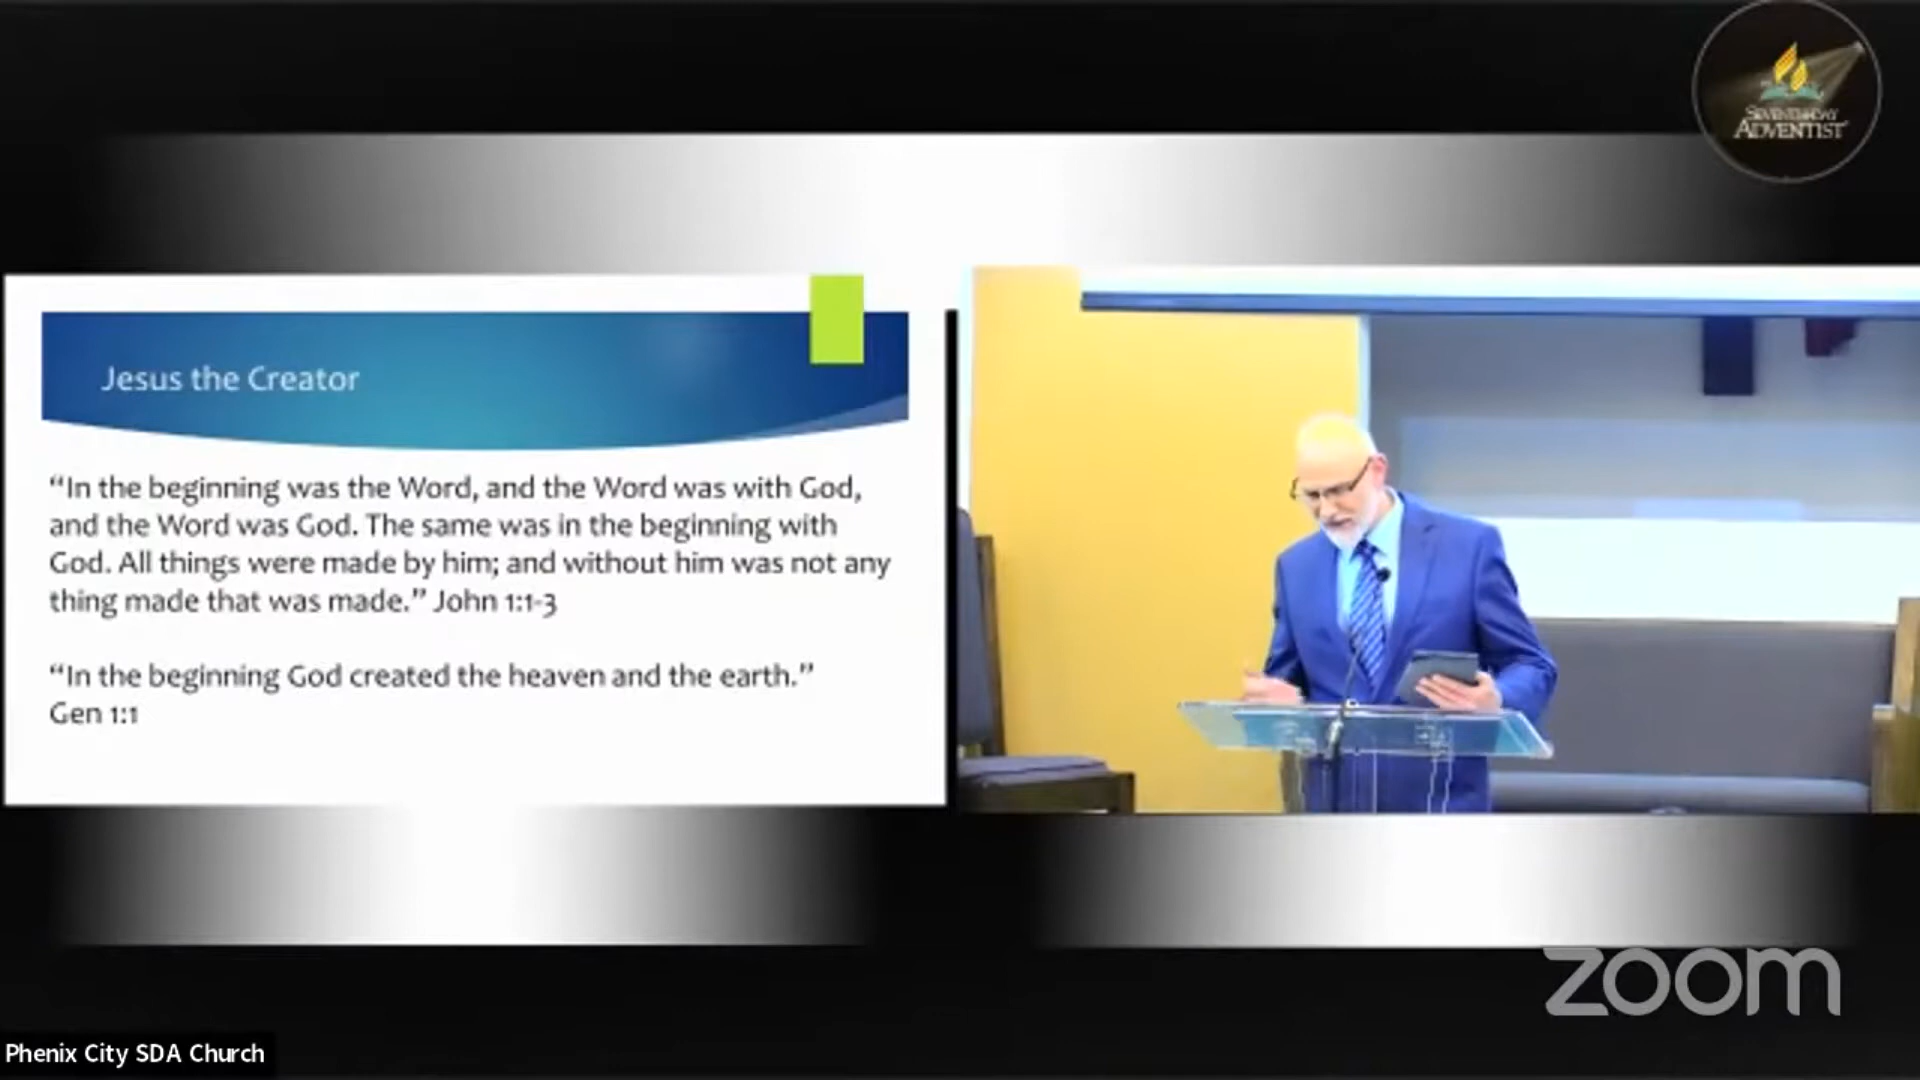 SEVENTH-DAY
ADVENTIST
Jesus the Creator
“In the beginning was the Word, and the Word was with God,
and the Word was God. The same was in the beginning with
God. All things were made by him; and without him was not any
thing made that was made.” John 1:1-3
“In the beginning God created the heaven and the earth.”
Gen 1:1
zoom
Phenix City SDA Church